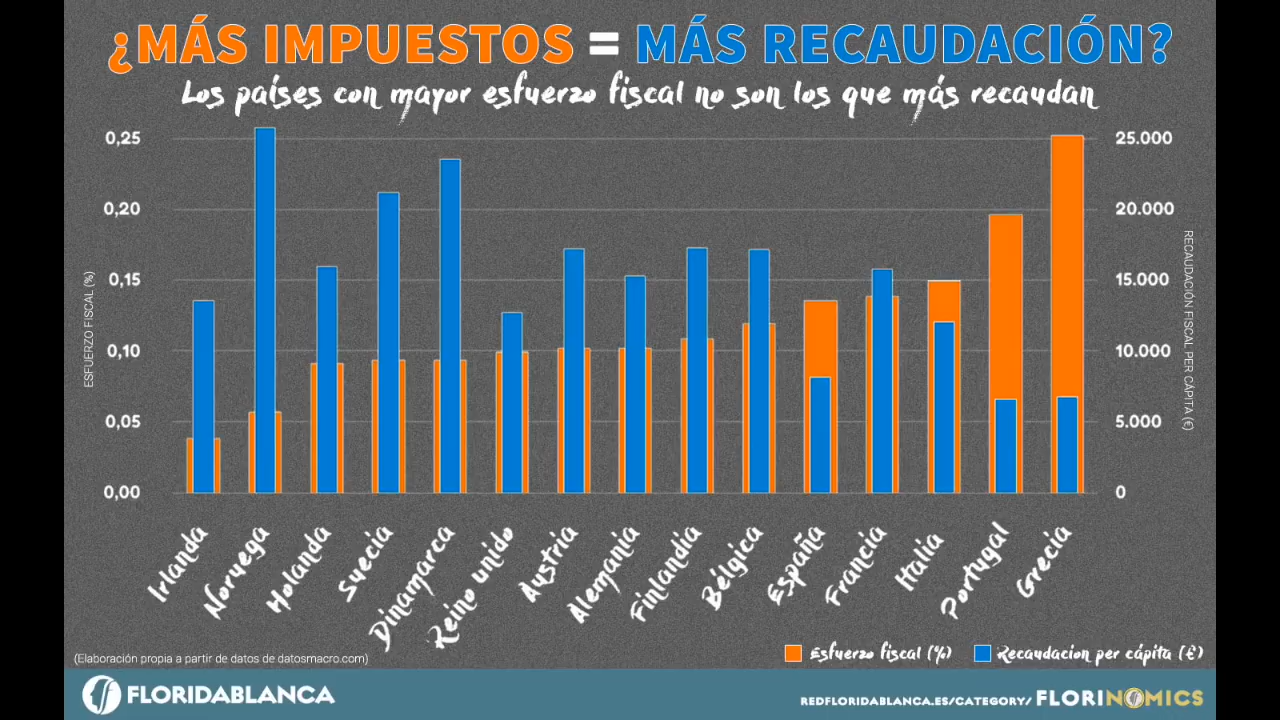 ¿MÁS IMPUESTOS = MÁS RECAUDACIÓN?
Los países con mayor esfuerzo fiscal no son los que más recaudan
0,25
0,20
0,15
0,10
0,05
0,00
ESFUERZO FISCAL (%)
25.000
20.000
15.000
10.000
5.000
0
RECAUDACIÓN FISCAL PER CÁPITA (€)
Irlanda
Noruega
Holanda
Suecia
Dinamarca
Reino unido
Austria
Alemania
Finlandia
Bélgica
España
Francia
Italia
Portugal
Grecia
(Elaboración propia a partir de datos de datosmacro.com)
Esfuerzo fiscal (%)
Recaudacion per cápita (€)
FLORIDABLANCA
REDFLORIDABLANCA.ES/CATEGORY/ FLORINOMICS